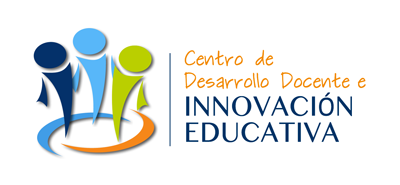 Centro de
Desarrollo Docente e
INNOVACIÓN
EDUCATIVA